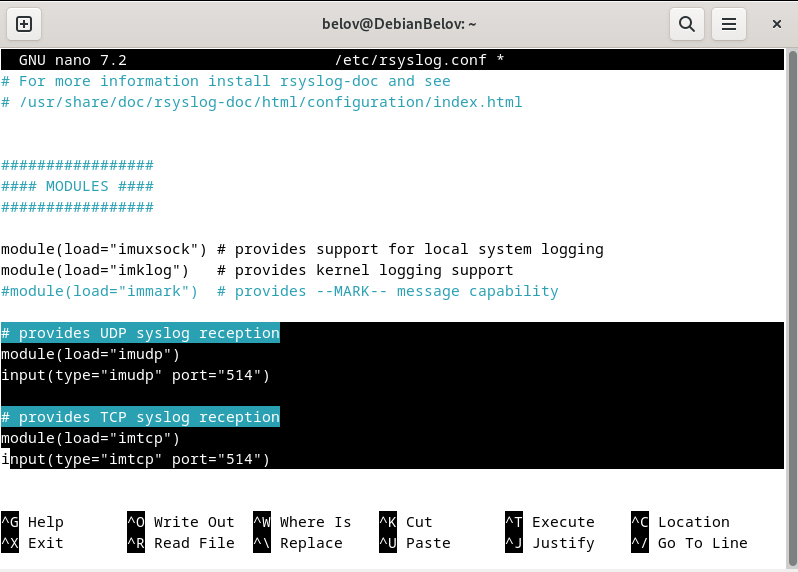 belov@DebianBelov: ~
GNU nano 7.2 /etc/rsyslog.conf *
# For more information install rsyslog-doc and see
# /usr/share/doc/rsyslog-doc/html/configuration/index.html
#################
#### MODULES ####
#################
module(load="imuxsock") # provides support for local system logging
module(load="imklog")   # provides kernel logging support
#module(load="immark")  # provides --MARK-- message capability
# provides UDP syslog reception
module(load="imudp")
input(type="imudp" port="514")
# provides TCP syslog reception
module(load="imtcp")
input(type="imtcp" port="514")
^G Help ^O Write Out ^W Where Is ^K Cut ^T Execute ^C Location
^X Exit ^R Read File ^\ Replace ^U Paste ^J Justify ^/ Go To Line